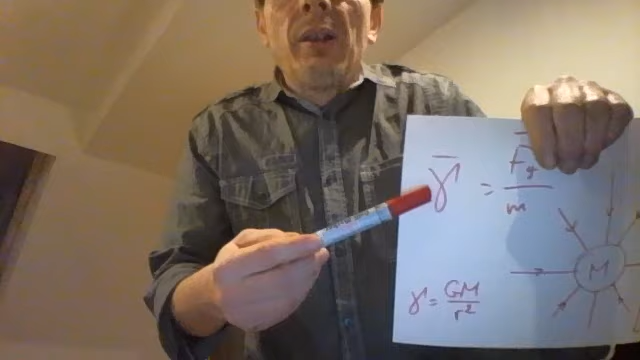 γ̄ = F̄g/m
M
γ = GM/r²